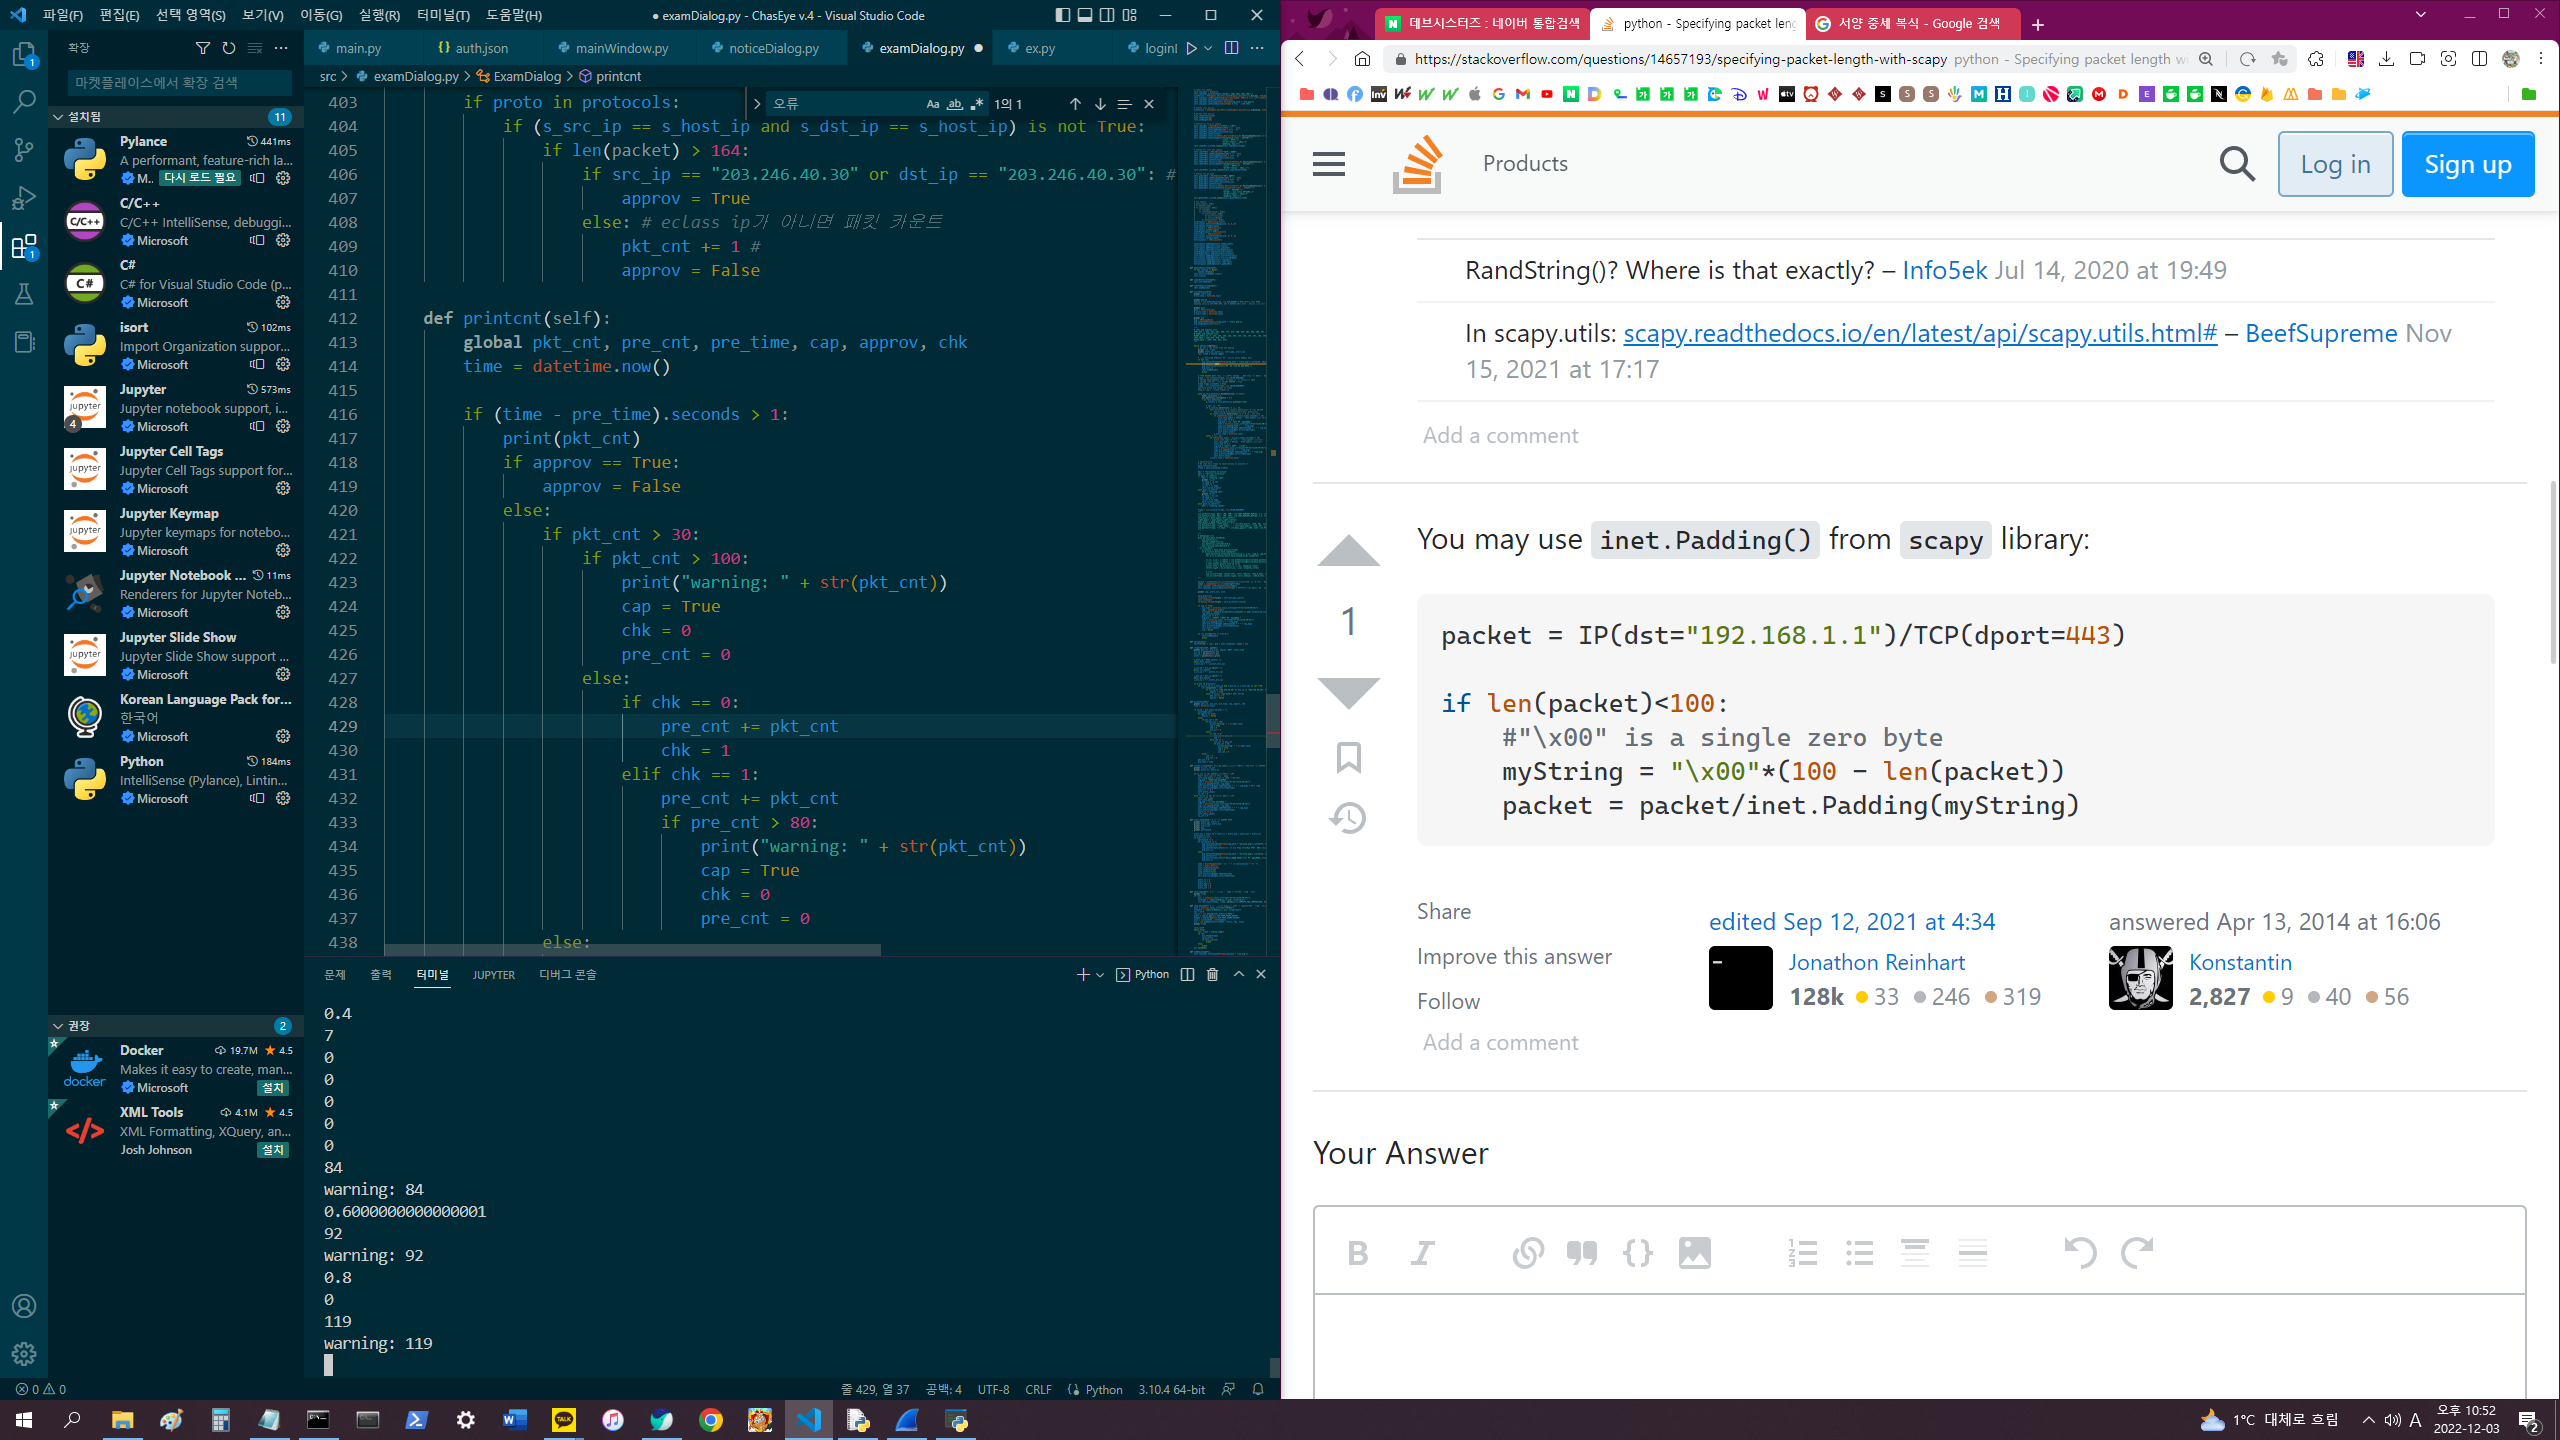 파일(F) 편집(E) 선택 영역(S) 보기(V) 이동(G) 실행(R) 터미널(T) 도움말(H)
● examDialog.py - ChasEye v.4 - Visual Studio Code
확장
마켓플레이스에서 확장 검색
설치됨 11
Pylance 441ms
A performant, feature-rich la...
M.. 다시 로드 필요
C/C++
C/C++ IntelliSense, debuggi...
Microsoft
C#
C# for Visual Studio Code (p...
Microsoft
isort 102ms
Import Organization suppor...
Microsoft
Jupyter 573ms
Jupyter notebook support, i...
Microsoft
Jupyter Cell Tags
Jupyter Cell Tags support for...
Microsoft
Jupyter Keymap
Jupyter keymaps for notebo...
Microsoft
Jupyter Notebook ... 11ms
Renderers for Jupyter Noteb...
Microsoft
Jupyter Slide Show
Jupyter Slide Show support ...
Microsoft
Korean Language Pack for...
한국어
Microsoft
Python 184ms
IntelliSense (Pylance), Lintin...
Microsoft
권장 2
Docker 19.7M ★ 4.5
Makes it easy to create, man...
Microsoft 설치
XML Tools 4.1M ★ 4.5
XML Formatting, XQuery, an...
Josh Johnson 설치
main.py {} auth.json mainWindow.py noticeDialog.py examDialog.py ● ex.py loginI
src > examDialog.py > ExamDialog > printcnt
오류 Aa ab .* 1의 1
403 if proto in protocols:
404 if (s_src_ip == s_host_ip and s_dst_ip == s_host_ip) is not True:
405 if len(packet) > 164:
406 if src_ip == "203.246.40.30" or dst_ip == "203.246.40.30": #
407 approv = True
408 else: # eclass ip가 아니면 패킷 카운트
409 pkt_cnt += 1 #
410 approv = False
411
412 def printcnt(self):
413 global pkt_cnt, pre_cnt, pre_time, cap, approv, chk
414 time = datetime.now()
415
416 if (time - pre_time).seconds > 1:
417 print(pkt_cnt)
418 if approv == True:
419 approv = False
420 else:
421 if pkt_cnt > 30:
422 if pkt_cnt > 100:
423 print("warning: " + str(pkt_cnt))
424 cap = True
425 chk = 0
426 pre_cnt = 0
427 else:
428 if chk == 0:
429 pre_cnt += pkt_cnt
430 chk = 1
431 elif chk == 1:
432 pre_cnt += pkt_cnt
433 if pre_cnt > 80:
434 print("warning: " + str(pkt_cnt))
435 cap = True
436 chk = 0
437 pre_cnt = 0
438 else:
문제 출력 터미널 JUPYTER 디버그 콘솔 Python
0.4
7
0
0
0
0
0
84
warning: 84
0.6000000000000001
92
warning: 92
0.8
0
119
warning: 119
0 0
줄 429, 열 37 공백: 4 UTF-8 CRLF Python 3.10.4 64-bit
데브시스터즈 : 네이버 통합검색
python - Specifying packet leng
서양 중세 복식 - Google 검색
https://stackoverflow.com/questions/14657193/specifying-packet-length-with-scapy python - Specifying packet length w
Products
Log in
Sign up
RandString()? Where is that exactly? – Info5ek Jul 14, 2020 at 19:49
In scapy.utils: scapy.readthedocs.io/en/latest/api/scapy.utils.html# – BeefSupreme Nov
15, 2021 at 17:17
Add a comment
1
You may use inet.Padding() from scapy library:
packet = IP(dst="192.168.1.1")/TCP(dport=443)
if len(packet)<100:
#"\x00" is a single zero byte
myString = "\x00"*(100 - len(packet))
packet = packet/inet.Padding(myString)
Share
Improve this answer
Follow
edited Sep 12, 2021 at 4:34
Jonathon Reinhart
128k 33 246 319
answered Apr 13, 2014 at 16:06
Konstantin
2,827 9 40 56
Add a comment
Your Answer
B I
1°C 대체로 흐림
A
오후 10:52
2022-12-03
2